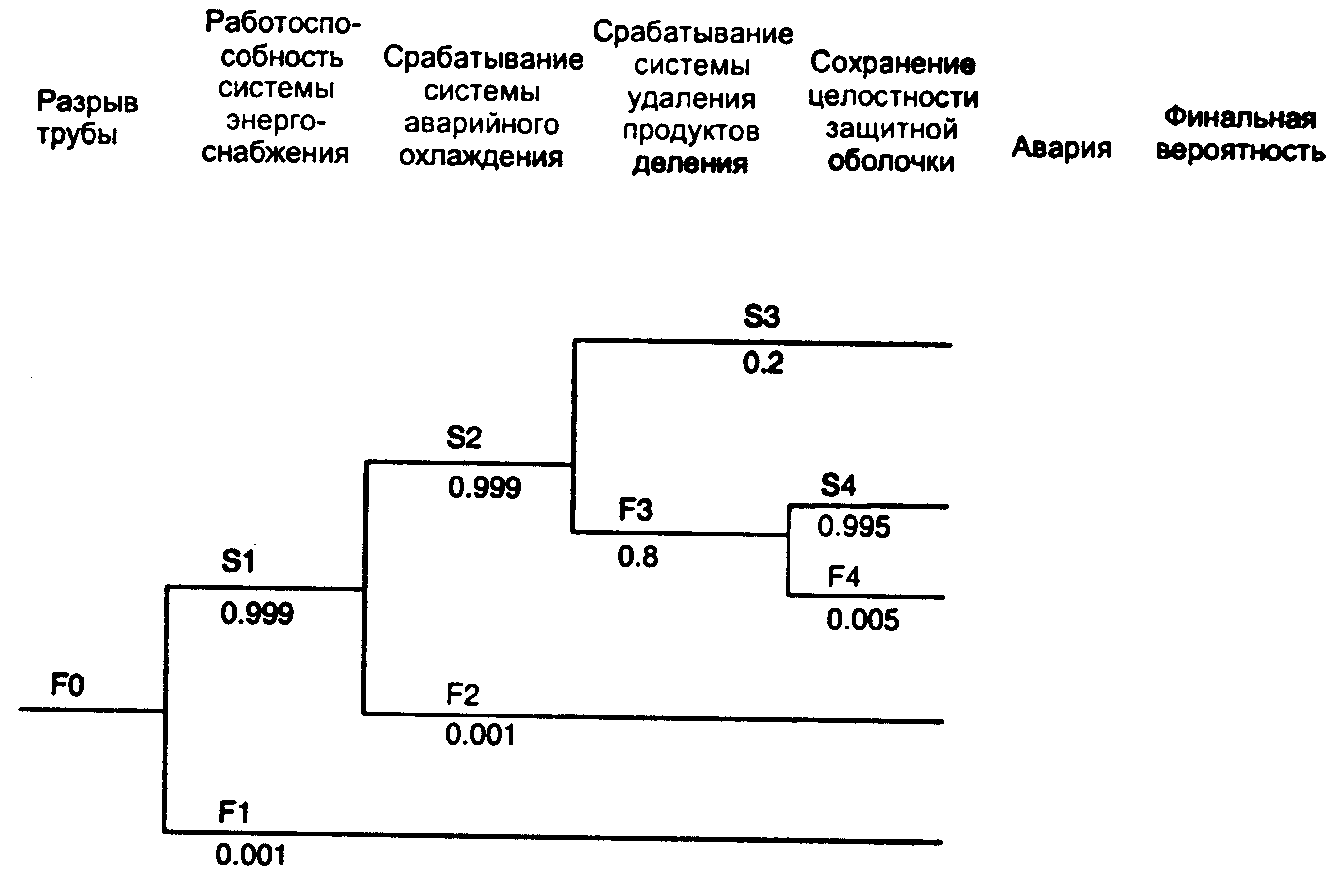 Разрыв
трубы
Работоспо-
собность
системы
энерго-
снабжения
Срабатывание
системы
аварийного
охлаждения
Срабатывание
системы
удаления
продуктов
деления
Сохранение
целостности
защитной
оболочки
Авария
Финальная
вероятность
S3
0.2
S2
0.999
S4
0.995
F3
0.8
F4
0.005
S1
0.999
F0
F2
0.001
F1
0.001